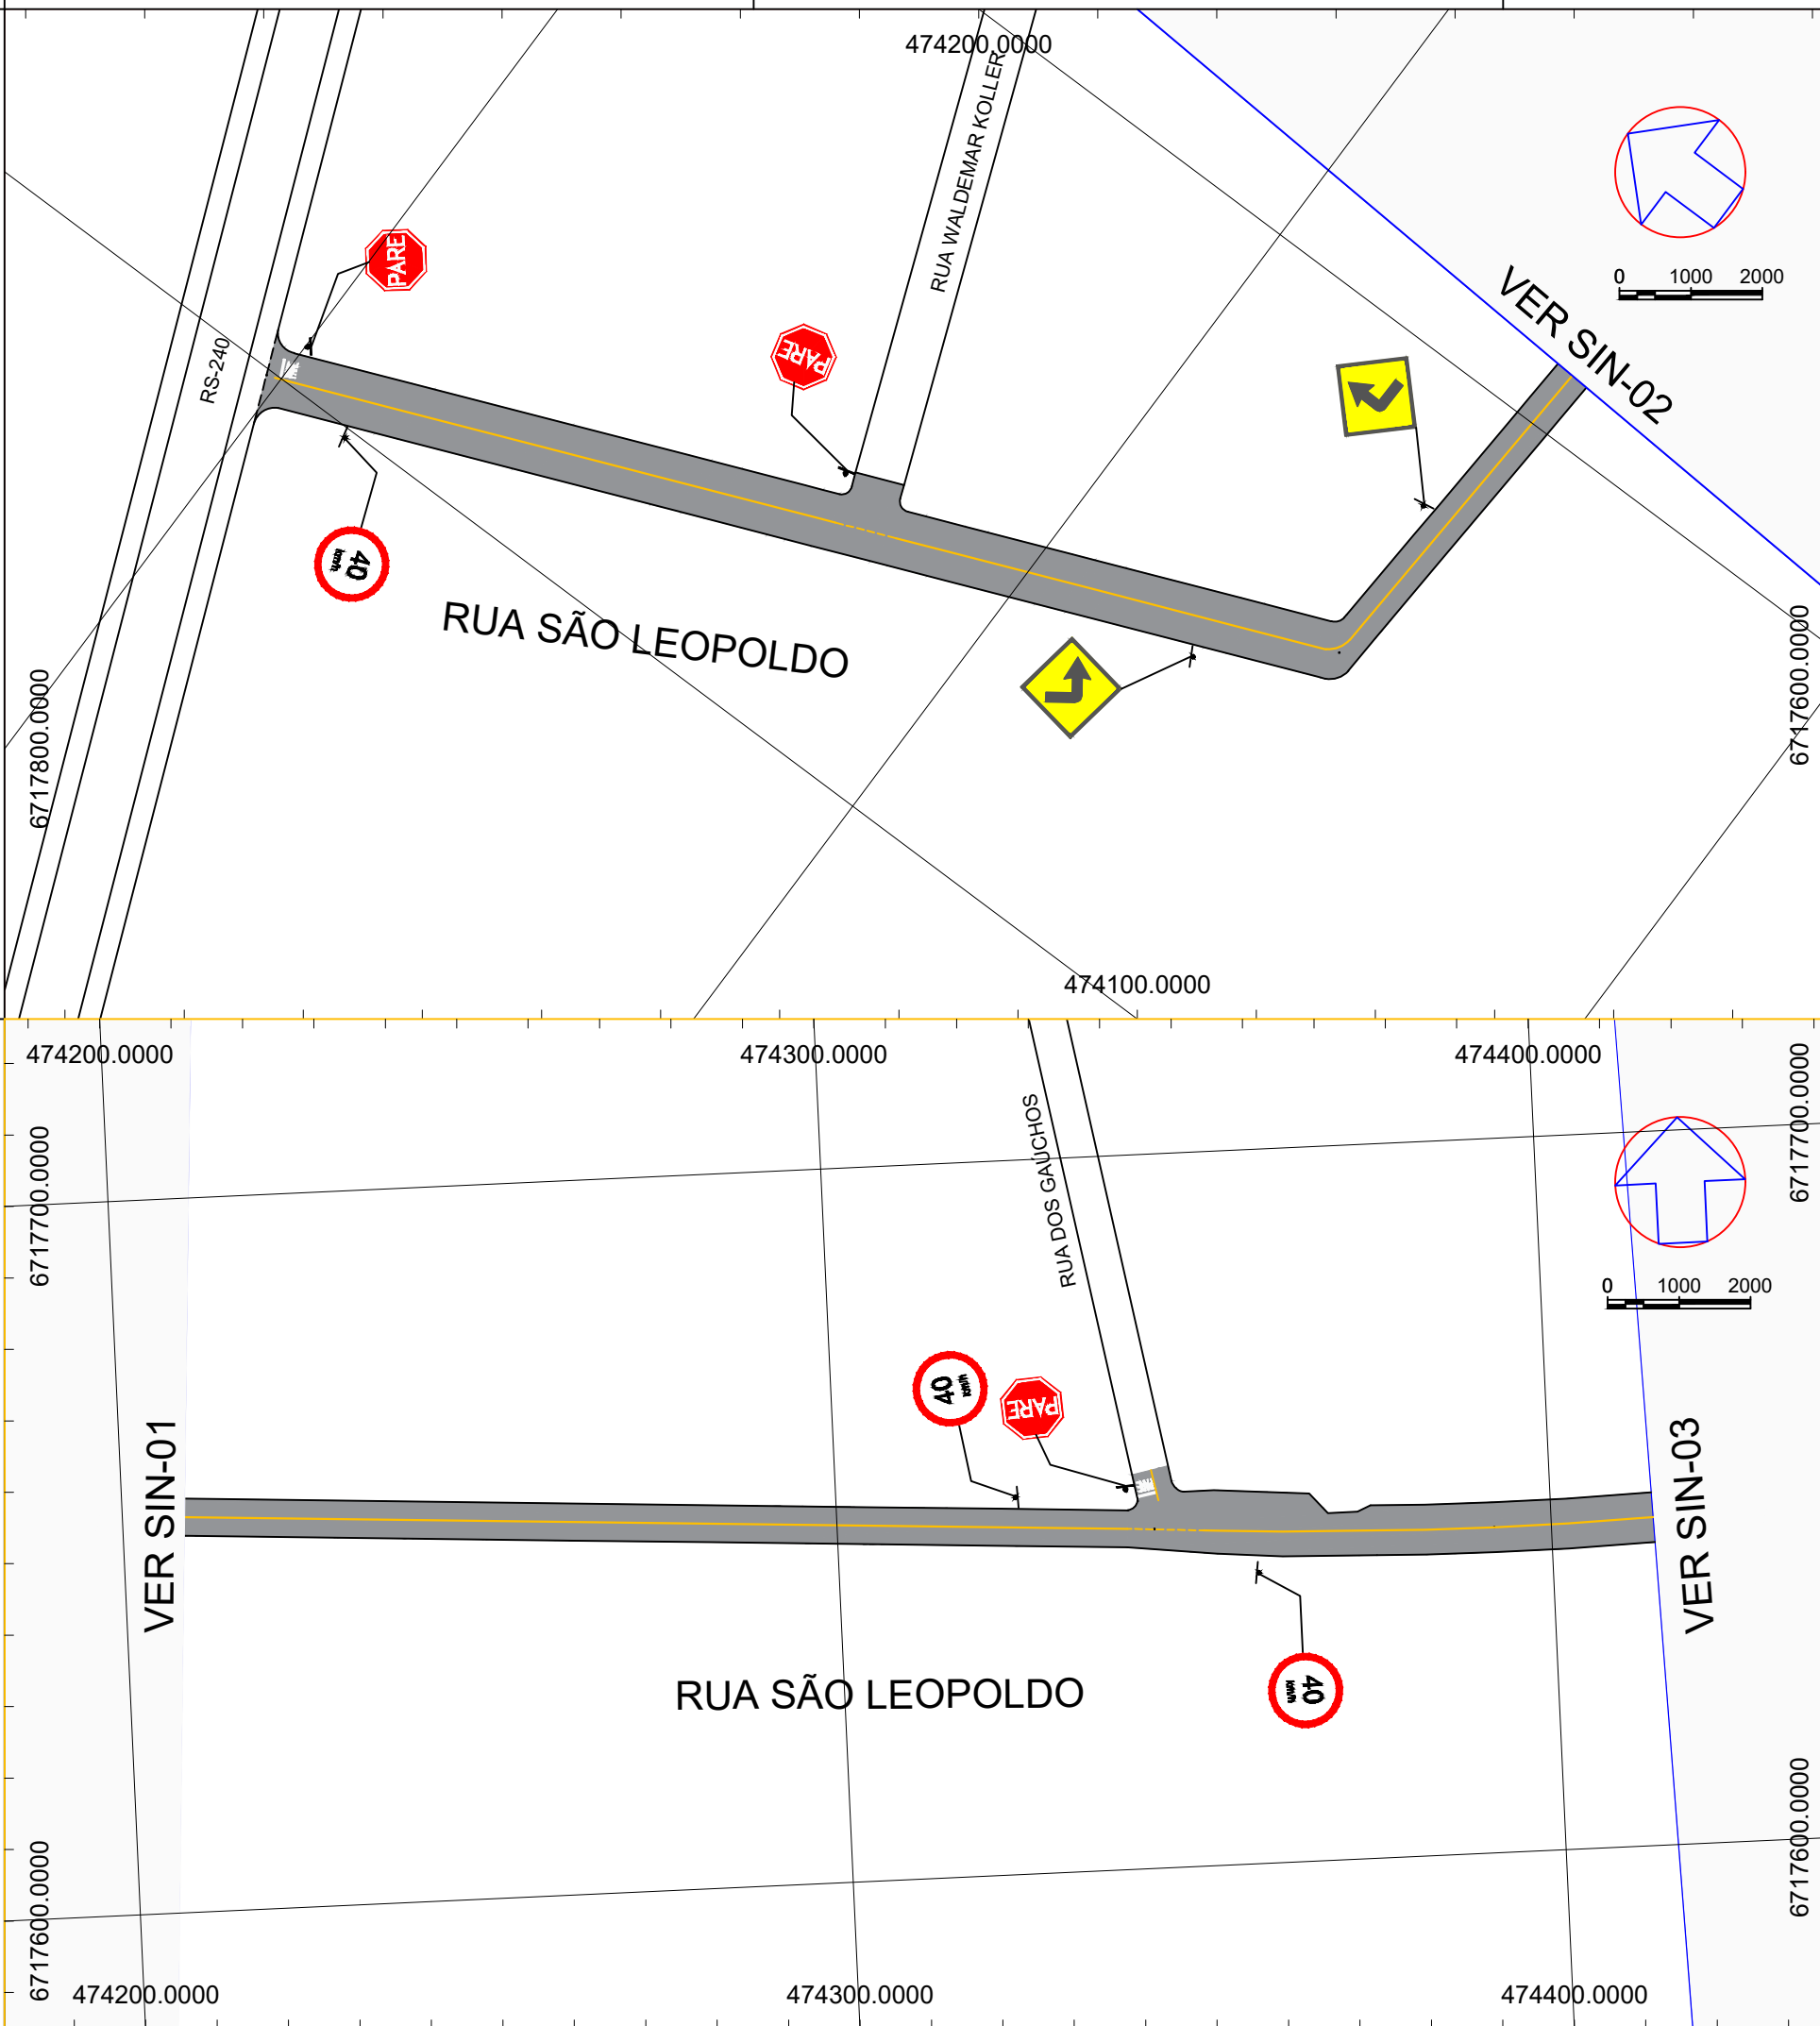 474200.0000
RUA WALDEMAR KOLLER
0 1000 2000
VER SIN-02
PARE
PARE
RS-240
40
km/h
RUA SÃO LEOPOLDO
6717800.0000
6717600.0000
474100.0000
474200.0000
474300.0000
474400.0000
6717700.0000
6717700.0000
RUA DOS GAÚCHOS
0 1000 2000
40
km/h
PARE
VER SIN-01
VER SIN-03
RUA SÃO LEOPOLDO
40
km/h
6717600.0000
6717600.0000
474200.0000
474300.0000
474400.0000